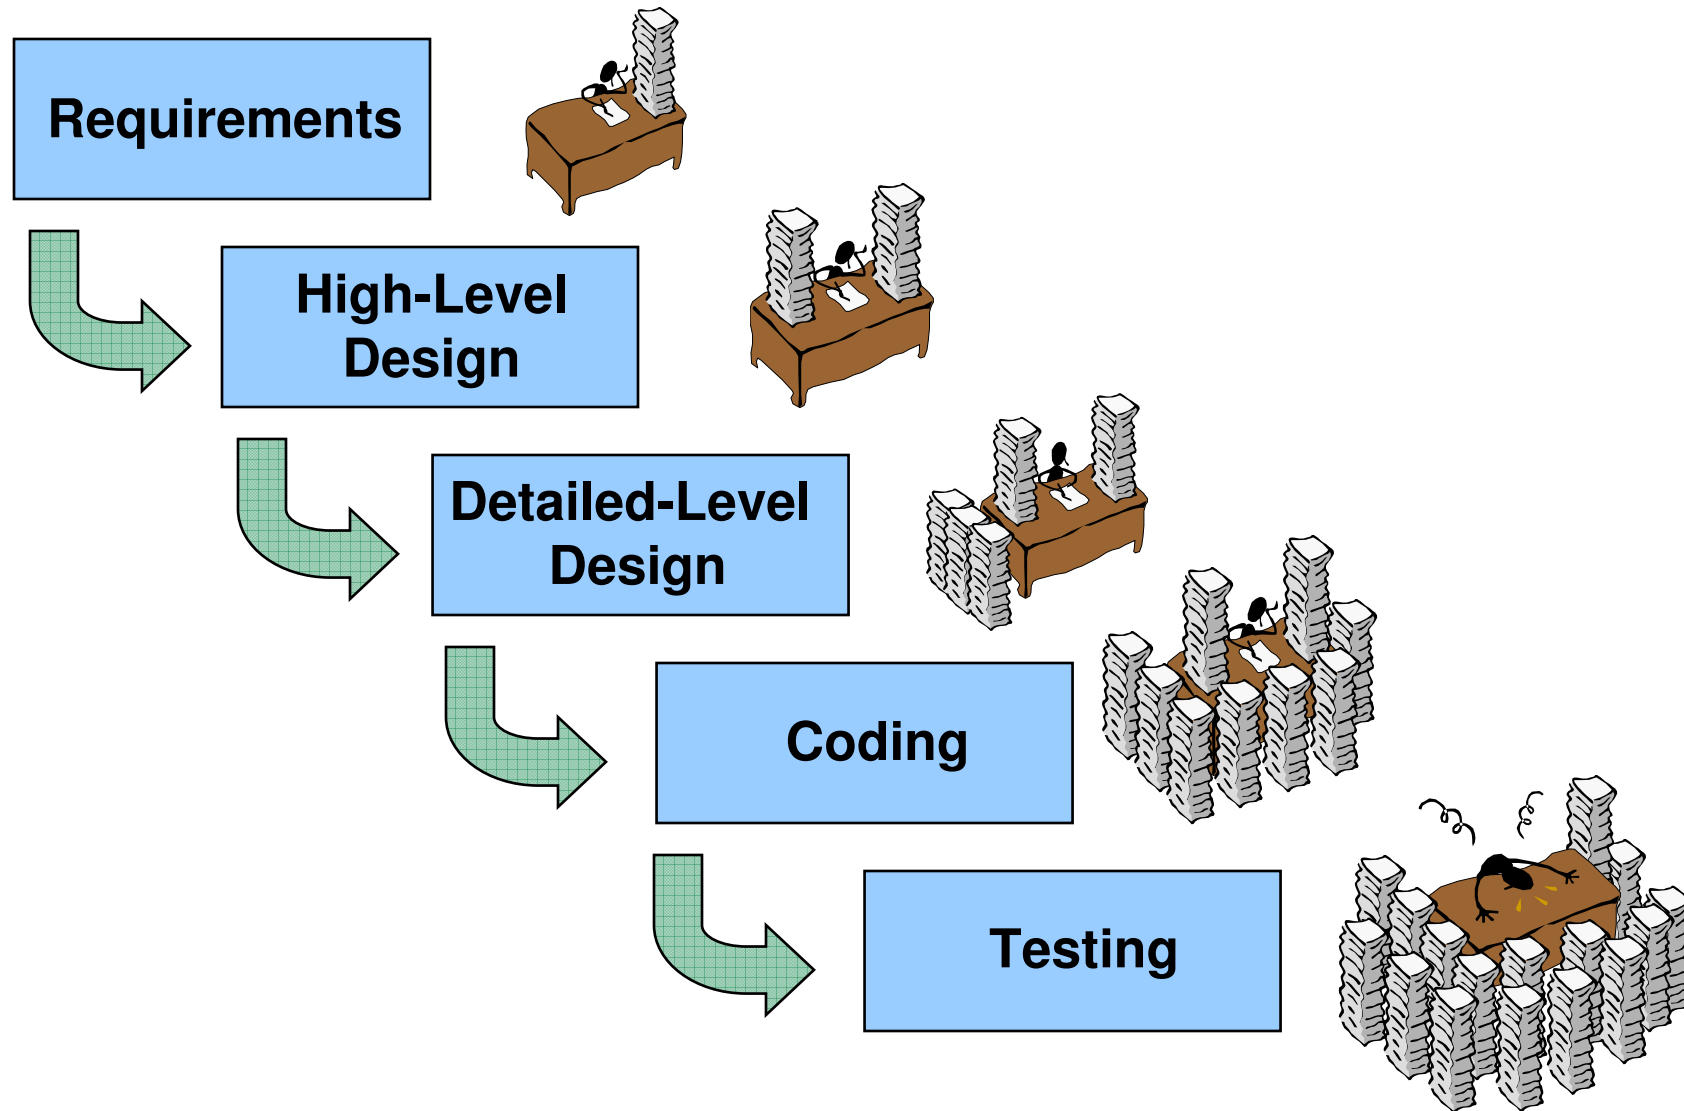 Requirements
High-Level
Design
Detailed-Level
Design
Coding
Testing